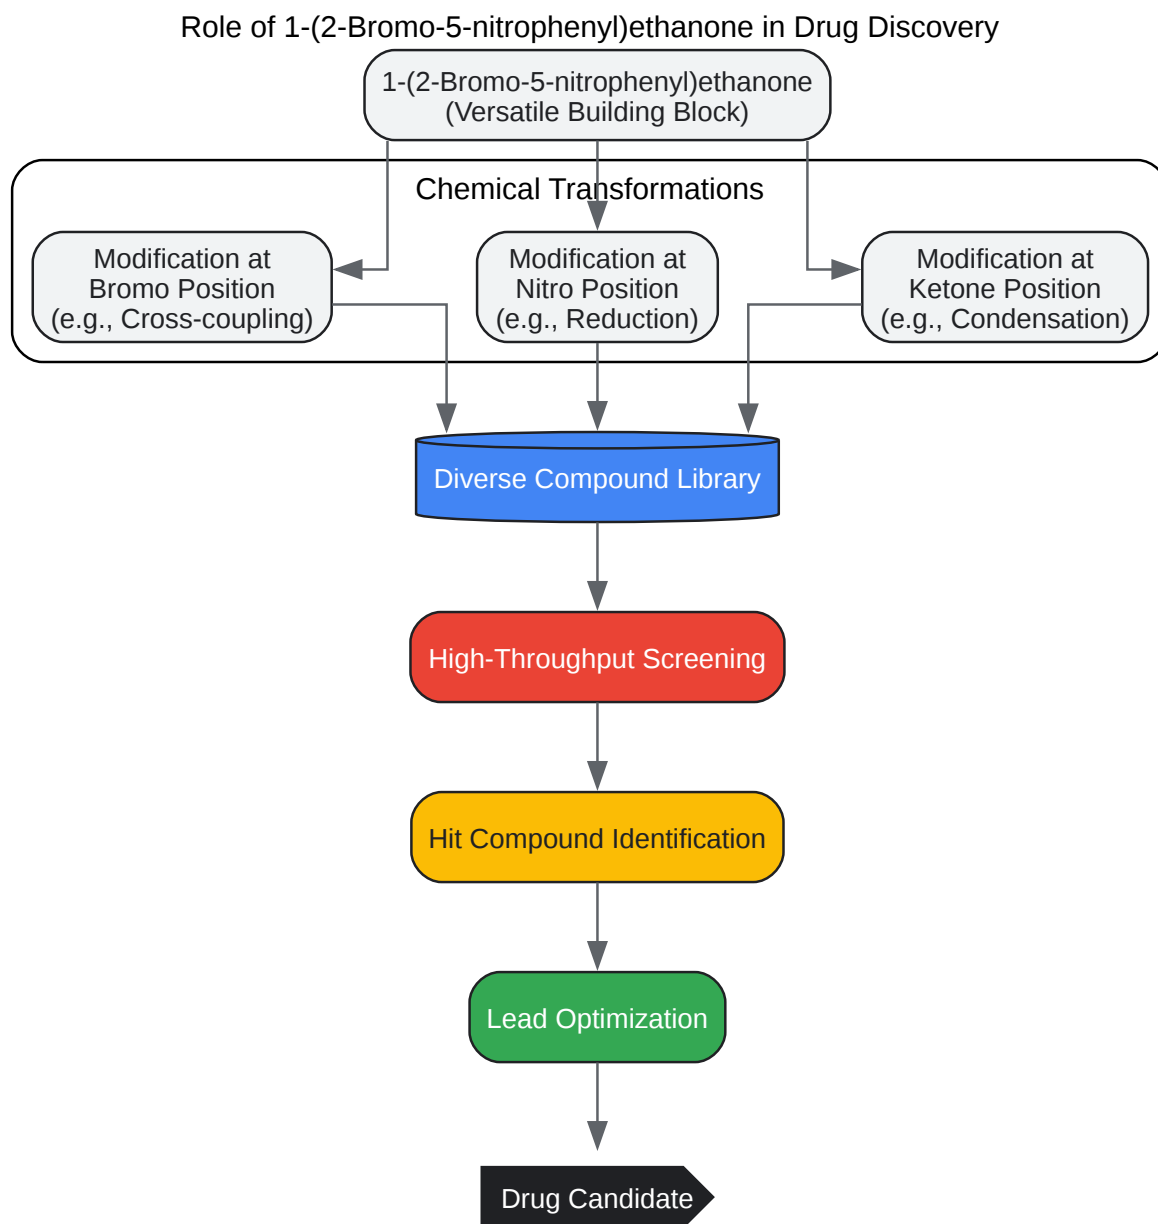 Role of 1-(2-Bromo-5-nitrophenyl)ethanone in Drug Discovery
1-(2-Bromo-5-nitrophenyl)ethanone
(Versatile Building Block)
Chemical Transformations
Modification at
Bromo Position
(e.g., Cross-coupling)
Modification at
Nitro Position
(e.g., Reduction)
Modification at
Ketone Position
(e.g., Condensation)
Diverse Compound Library
High-Throughput Screening
Hit Compound Identification
Lead Optimization
Drug Candidate